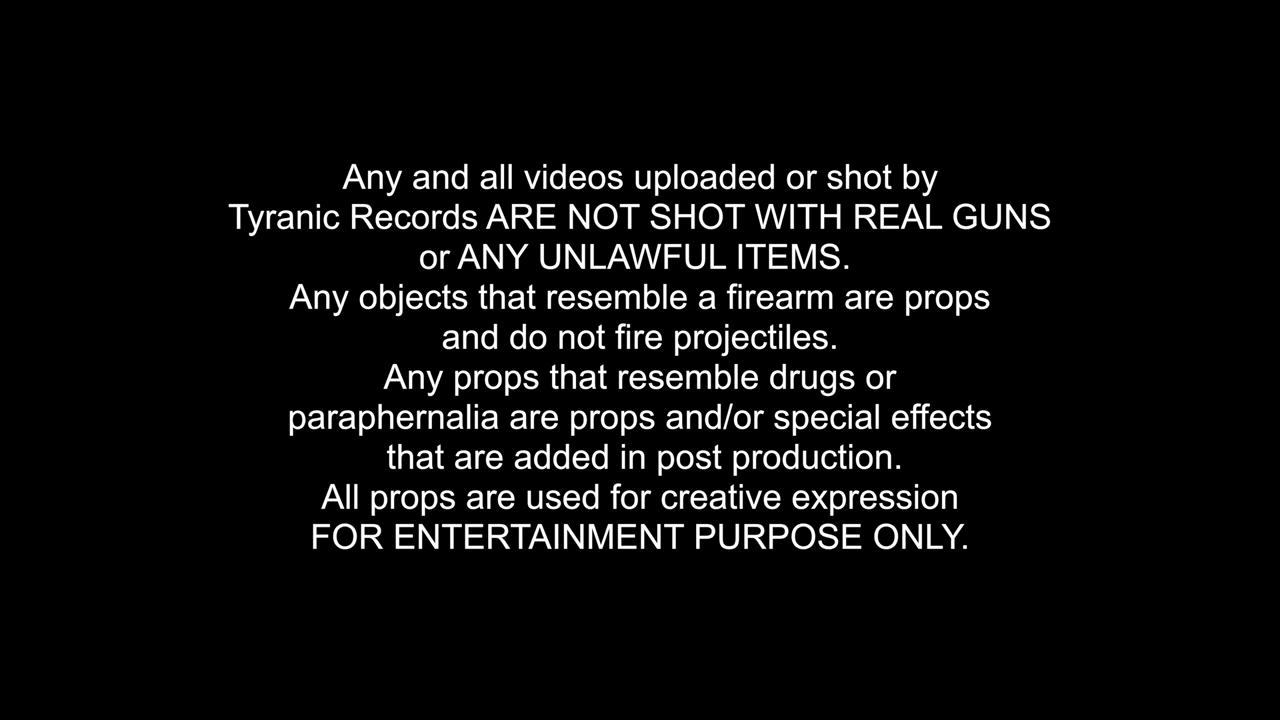 Any and all videos uploaded or shot by
Tyranic Records ARE NOT SHOT WITH REAL GUNS
or ANY UNLAWFUL ITEMS.
Any objects that resemble a firearm are props
and do not fire projectiles.
Any props that resemble drugs or
paraphernalia are props and/or special effects
that are added in post production.
All props are used for creative expression
FOR ENTERTAINMENT PURPOSE ONLY.